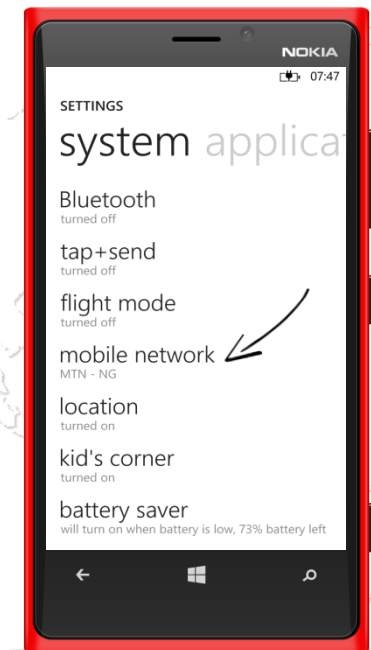 NOKIA
07:47
SETTINGS
system applicat
Bluetooth
turned off
tap+send
turned off
flight mode
turned off
mobile network
MTN - NG
location
turned on
kid's corner
turned on
battery saver
will turn on when battery is low, 73% battery left